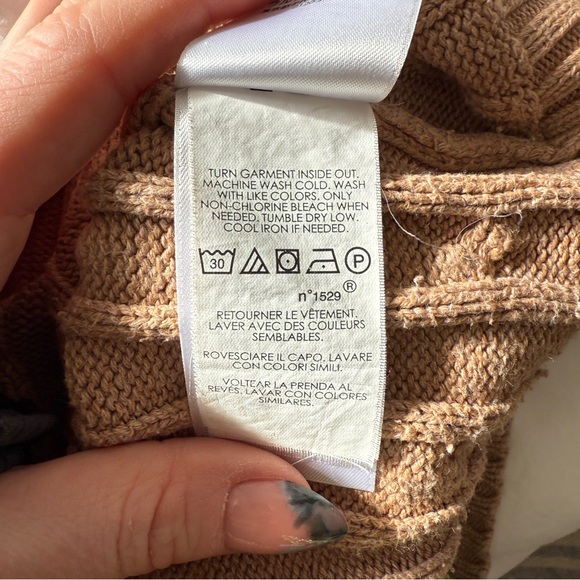 TURN GARMENT INSIDE OUT.
MACHINE WASH COLD. WASH
WITH LIKE COLORS. ONLY
NON-CHLORINE BLEACH WHEN
NEEDED. TUMBLE DRY LOW.
COOL IRON IF NEEDED.
30 P
n°1529 ®
RETOURNER LE VÊTEMENT.
LAVER AVEC DES COULEURS
SEMBLABLES.
ROVESCIARE IL CAPO. LAVARE
CON COLORI SIMILI.
VOLTEAR LA PRENDA AL
REVÉS. LAVAR CON COLORES
SIMILARES.